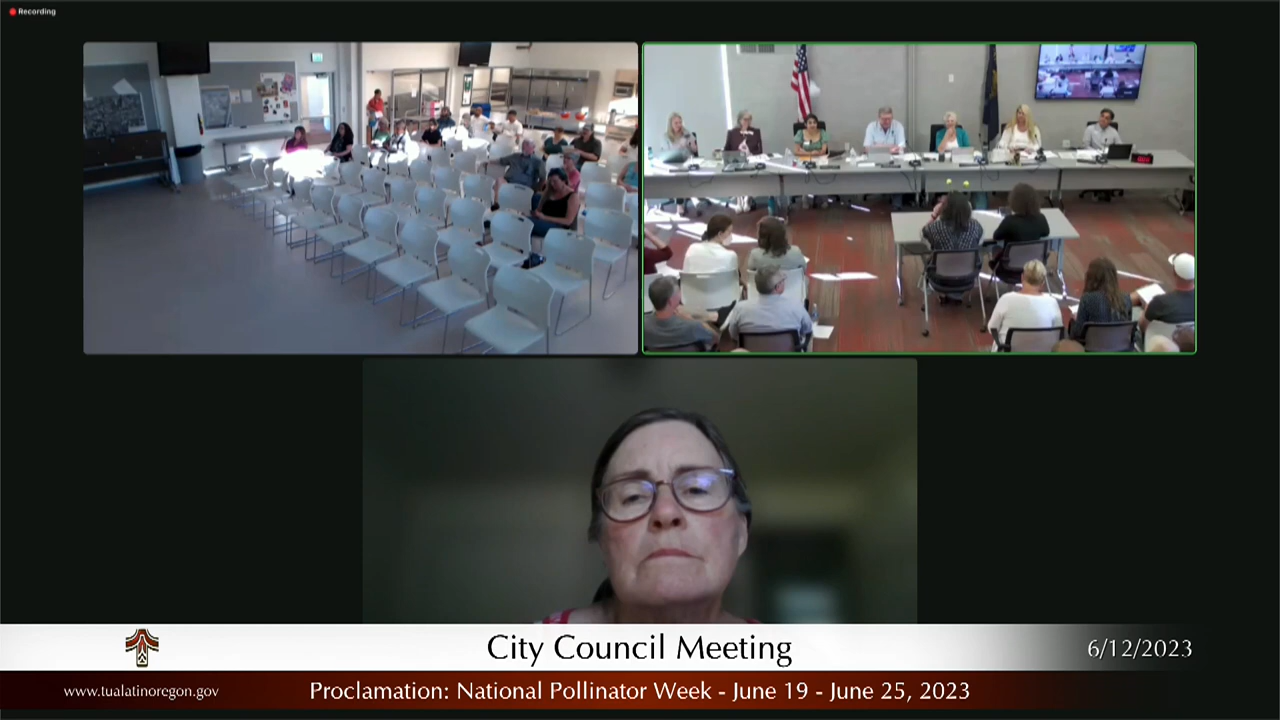 Recording
City Council Meeting
6/12/2023
www.tualatinoregon.gov
Proclamation: National Pollinator Week - June 19 - June 25, 2023